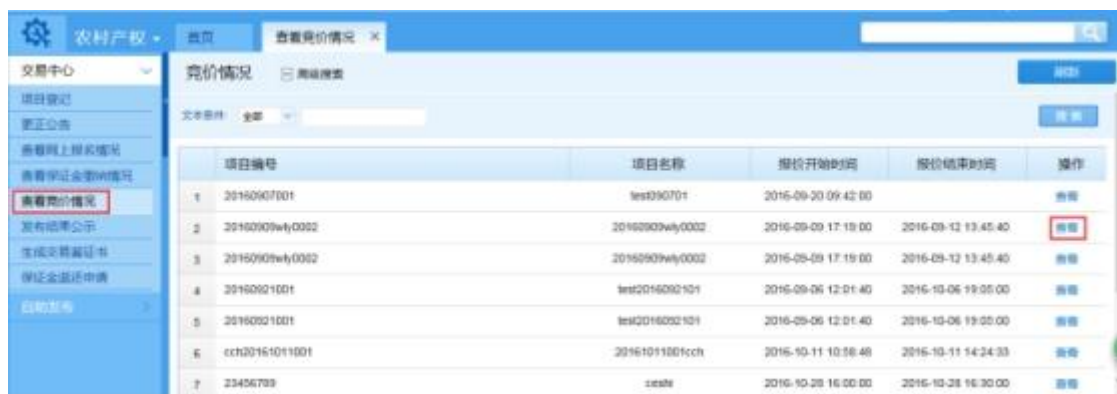 农村产权
首页
查看竞价情况 ×
交易中心
项目登记
更正公告
查看网上报名情况
查看保证金缴纳情况
查看竞价情况
发布结果公示
生成交易鉴证书
保证金退还申请
自助发布
竞价情况
高级搜索
刷新
文本条件 全部
搜索
项目编号 项目名称 报价开始时间 报价结束时间 操作
1 20160907001 test090701 2016-09-20 09:42:00 查看
2 20160909wly0002 20160909wly0002 2016-09-09 17:19:00 2016-09-12 13:45:40 查看
3 20160909wly0002 20160909wly0002 2016-09-09 17:19:00 2016-09-12 13:45:40 查看
4 20160921001 test2016092101 2016-09-06 12:01:40 2016-10-06 19:05:00 查看
5 20160921001 test2016092101 2016-09-06 12:01:40 2016-10-06 19:05:00 查看
6 cch20161011001 20161011001cch 2016-10-11 10:58:48 2016-10-11 14:24:33 查看
7 23456789 ceshi 2016-10-28 16:00:00 2016-10-28 16:30:00 查看